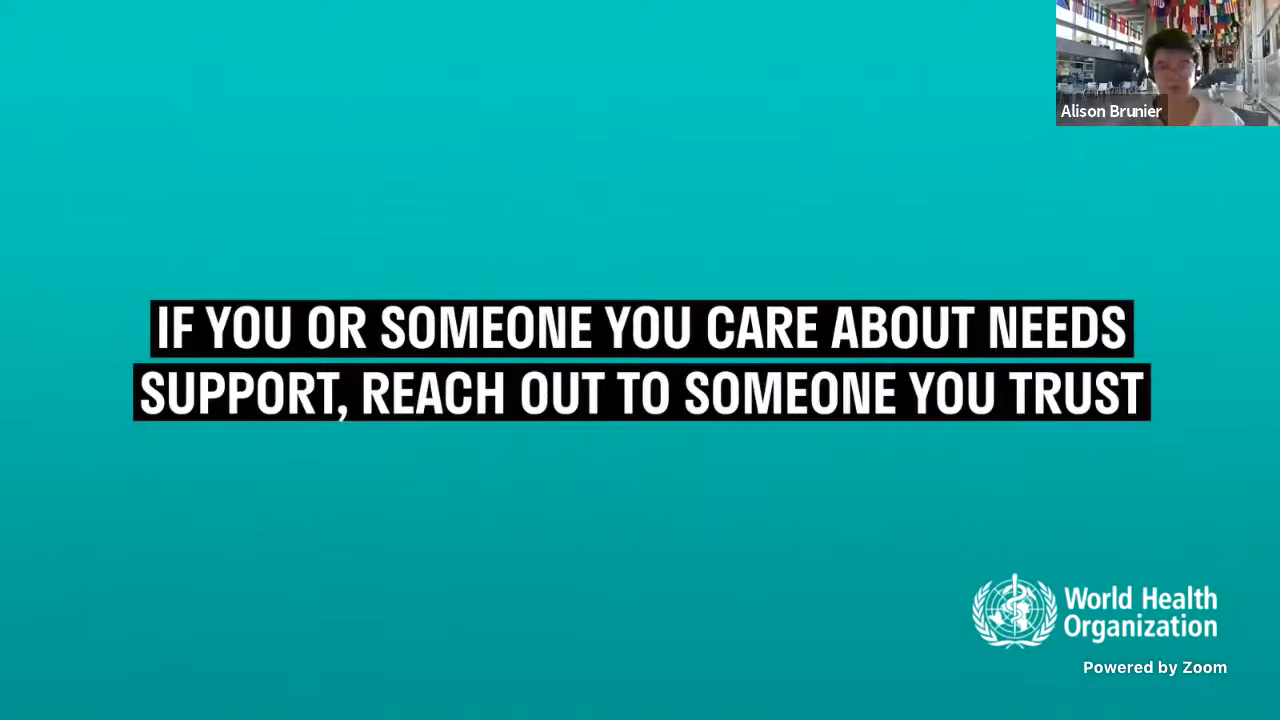 Alison Brunier
IF YOU OR SOMEONE YOU CARE ABOUT NEEDS
SUPPORT, REACH OUT TO SOMEONE YOU TRUST
World Health
Organization
Powered by Zoom